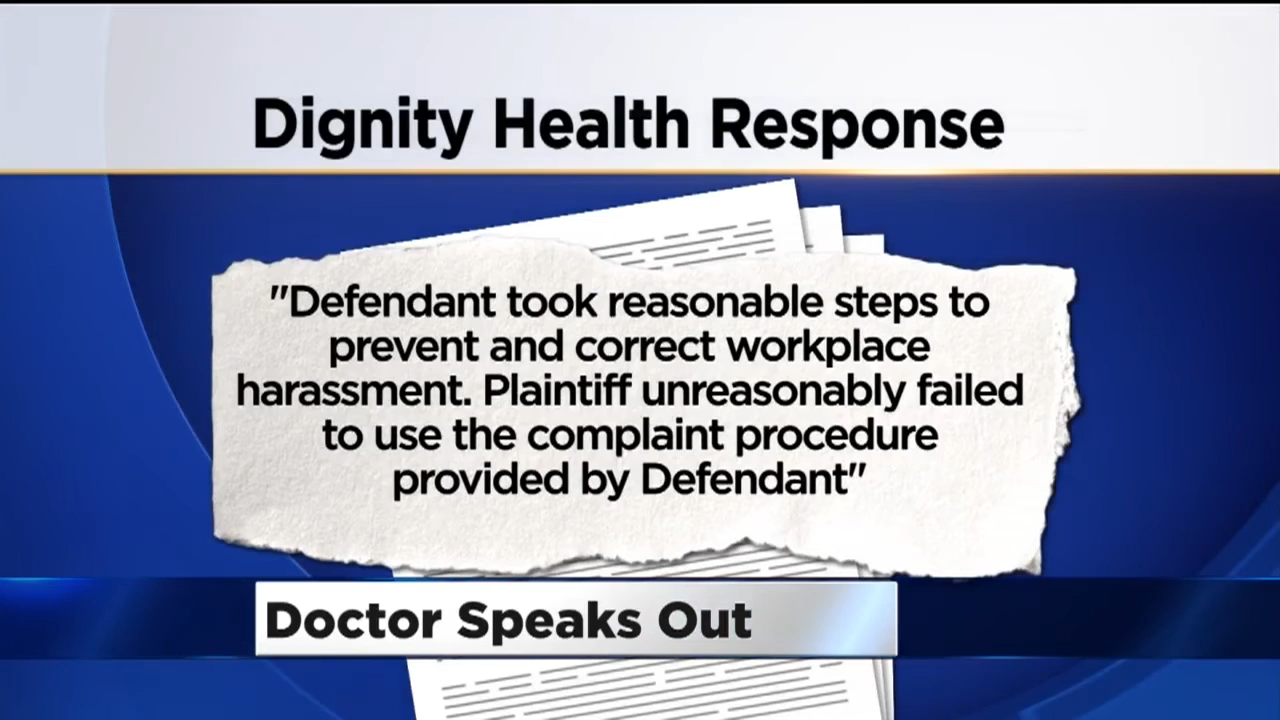 Dignity Health Response
"Defendant took reasonable steps to
prevent and correct workplace
harassment. Plaintiff unreasonably failed
to use the complaint procedure
provided by Defendant"
Doctor Speaks Out